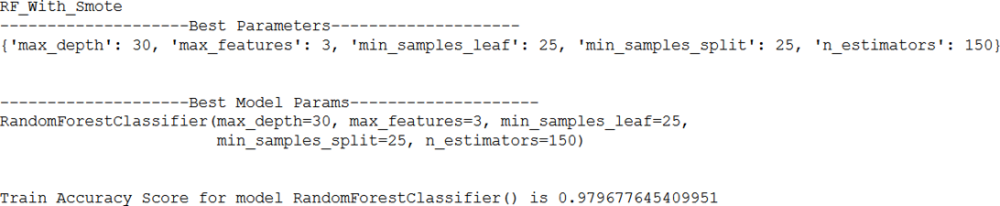 RF_With_Smote
--------------------Best Parameters--------------------
{'max_depth': 30, 'max_features': 3, 'min_samples_leaf': 25, 'min_samples_split': 25, 'n_estimators': 150}
--------------------Best Model Params--------------------
RandomForestClassifier(max_depth=30, max_features=3, min_samples_leaf=25,
min_samples_split=25, n_estimators=150)
Train Accuracy Score for model RandomForestClassifier() is 0.979677645409951